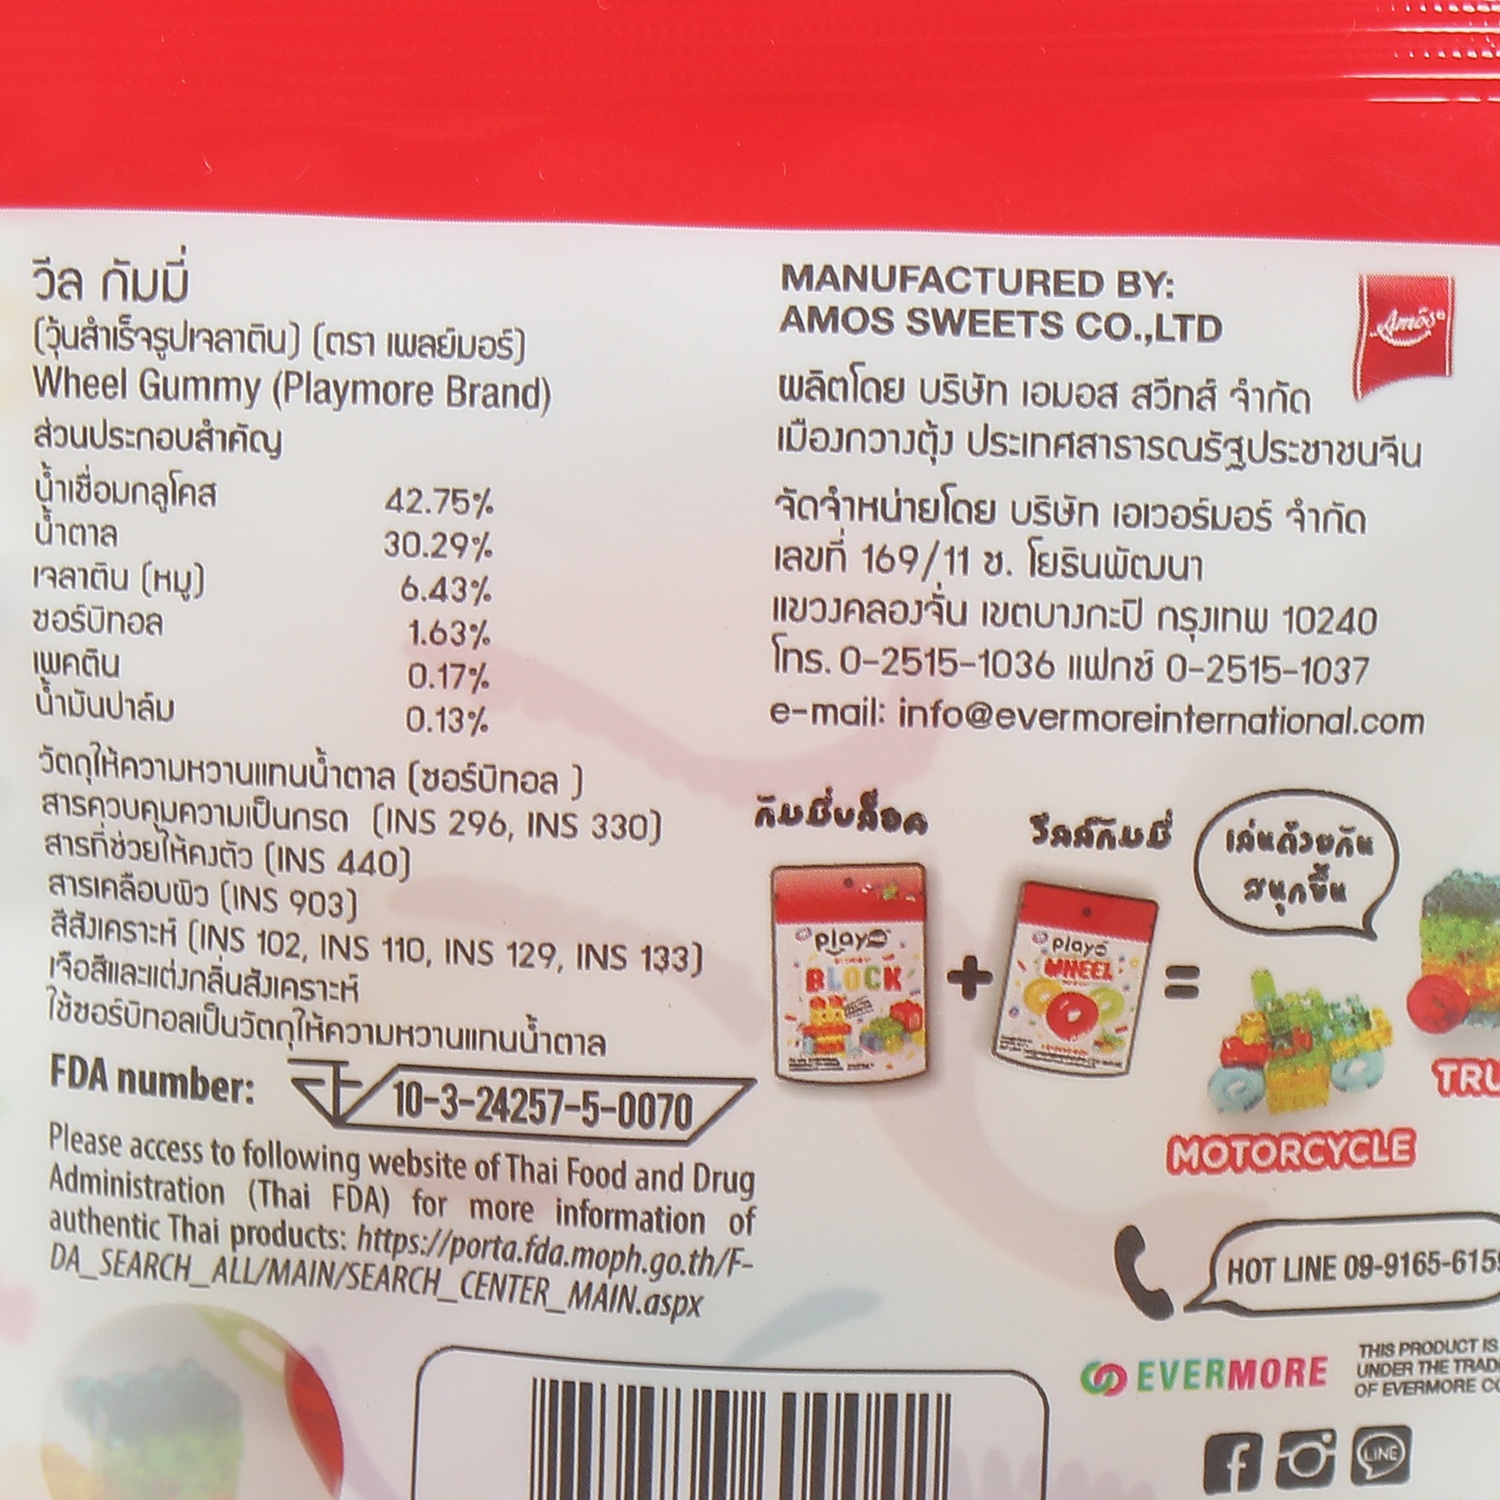 วีล กัมมี่
(วุ้นสำเร็จรูปเจลาติน) (ตรา เพลย์มอร์)
Wheel Gummy (Playmore Brand)
ส่วนประกอบสำคัญ
น้ำเชื่อมกลูโคส 42.75%
น้ำตาล 30.29%
เจลาติน (หมู) 6.43%
ซอร์บิทอล 1.63%
เพคติน 0.17%
น้ำมันปาล์ม 0.13%
วัตถุให้ความหวานแทนน้ำตาล (ซอร์บิทอล )
สารควบคุมความเป็นกรด (INS 296, INS 330)
สารที่ช่วยให้คงตัว (INS 440)
สารเคลือบผิว (INS 903)
สีสังเคราะห์ (INS 102, INS 110, INS 129, INS 133)
เจือสีและแต่งกลิ่นสังเคราะห์
ใช้ซอร์บิทอลเป็นวัตถุให้ความหวานแทนน้ำตาล
FDA number: 10-3-24257-5-0070
Please access to following website of Thai Food and Drug
Administration (Thai FDA) for more information of
authentic Thai products: https://porta.fda.moph.go.th/F-
DA_SEARCH_ALL/MAIN/SEARCH_CENTER_MAIN.aspx
MANUFACTURED BY:
AMOS SWEETS CO.,LTD
Amos
ผลิตโดย บริษัท เอมอส สวีทส์ จำกัด
เมืองกวางตุ้ง ประเทศสาธารณรัฐประชาชนจีน
จัดจำหน่ายโดย บริษัท เอเวอร์มอร์ จำกัด
เลขที่ 169/11 ซ. โยธินพัฒนา
แขวงคลองจั่น เขตบางกะปิ กรุงเทพ 10240
โทร. 0-2515-1036 แฟกซ์ 0-2515-1037
e-mail: info@evermoreinternational.com
กัมมี่บล็อค
วีลล์กัมมี่
เล่นด้วยกัน
สนุกขึ้น
play
BLOCK
+
play
WHEEL
=
MOTORCYCLE
TRU
HOT LINE 09-9165-615
EVERMORE
THIS PRODUCT IS
UNDER THE TRAD
OF EVERMORE CO
LINE